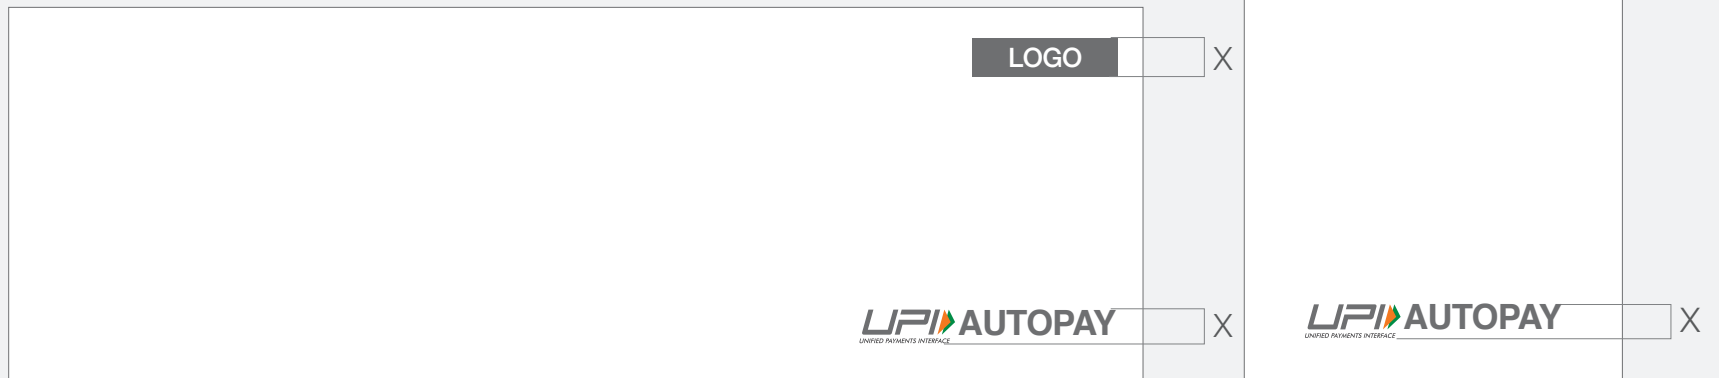 LOGO
X
UPI AUTOPAY
UNIFIED PAYMENTS INTERFACE
X
UPI AUTOPAY
UNIFIED PAYMENTS INTERFACE
X